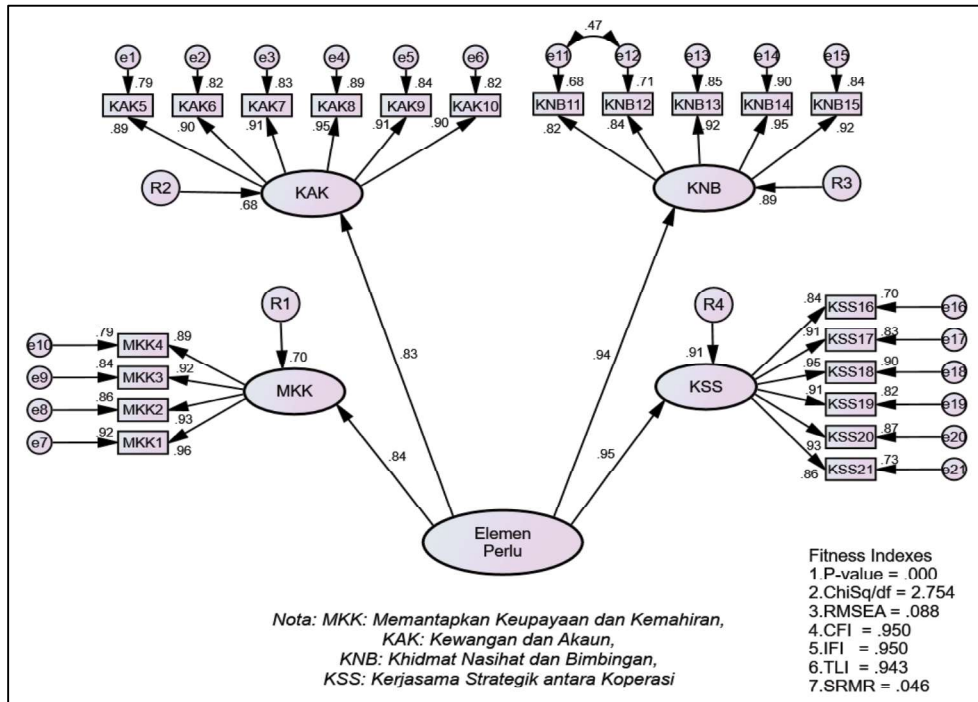 .47
e1 e2 e3 e4 e5 e6 e11 e12 e13 e14 e15
.79 .82 .83 .89 .84 .82 .68 .71 .85 .90 .84
KAK5 KAK6 KAK7 KAK8 KAK9 KAK10 KNB11 KNB12 KNB13 KNB14 KNB15
.89 .90 .91 .95 .91 .90 .82 .84 .92 .95 .92
R2 KAK KNB R3
.68 .89
R1 R4
.70 .91
e10 .79 MKK4 .89
e9 .84 MKK3 .92
e8 .86 MKK2 .93
e7 .92 MKK1 .96
MKK KSS
.84 KSS16 .70 e16
.91 KSS17 .83 e17
.95 KSS18 .90 e18
.91 KSS19 .82 e19
.93 KSS20 .87 e20
.86 KSS21 .73 e21
.83 .94
.84 .95
Elemen
Perlu
Nota: MKK: Memantapkan Keupayaan dan Kemahiran,
KAK: Kewangan dan Akaun,
KNB: Khidmat Nasihat dan Bimbingan,
KSS: Kerjasama Strategik antara Koperasi
Fitness Indexes
1.P-value = .000
2.ChiSq/df = 2.754
3.RMSEA = .088
4.CFI = .950
5.IFI = .950
6.TLI = .943
7.SRMR = .046